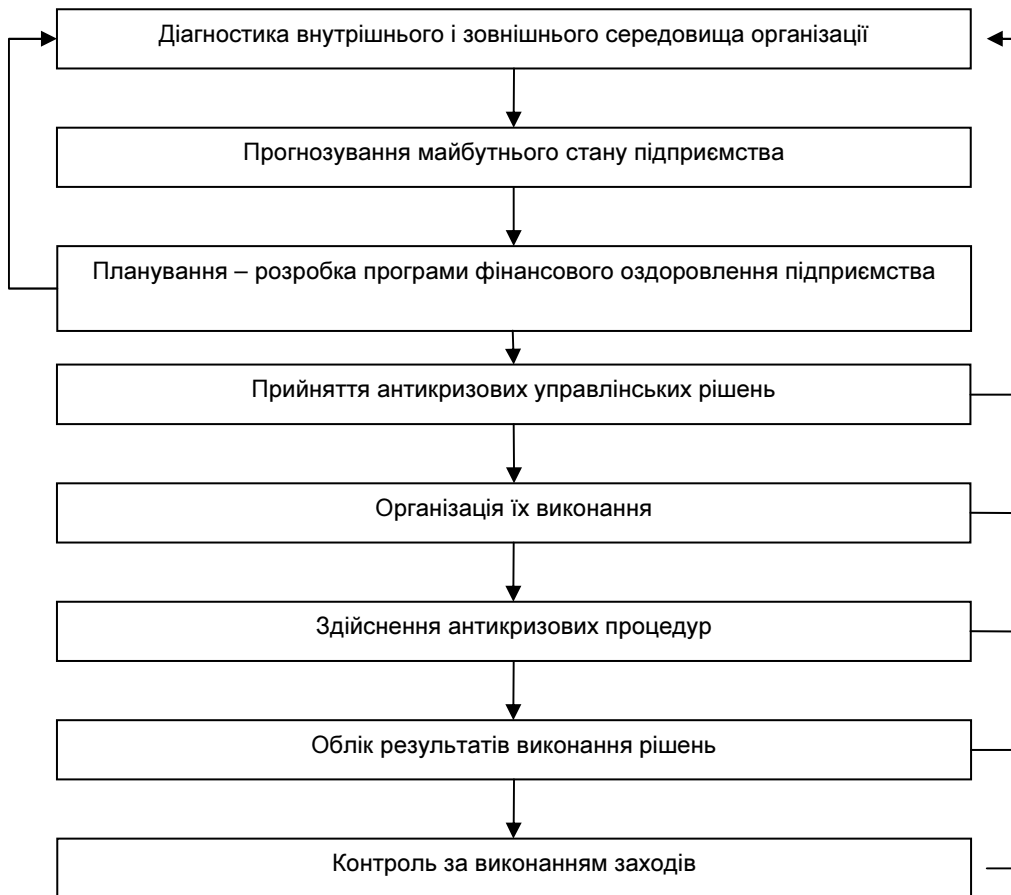 Діагностика внутрішнього і зовнішнього середовища організації
Прогнозування майбутнього стану підприємства
Планування – розробка програми фінансового оздоровлення підприємства
Прийняття антикризових управлінських рішень
Організація їх виконання
Здійснення антикризових процедур
Облік результатів виконання рішень
Контроль за виконанням заходів